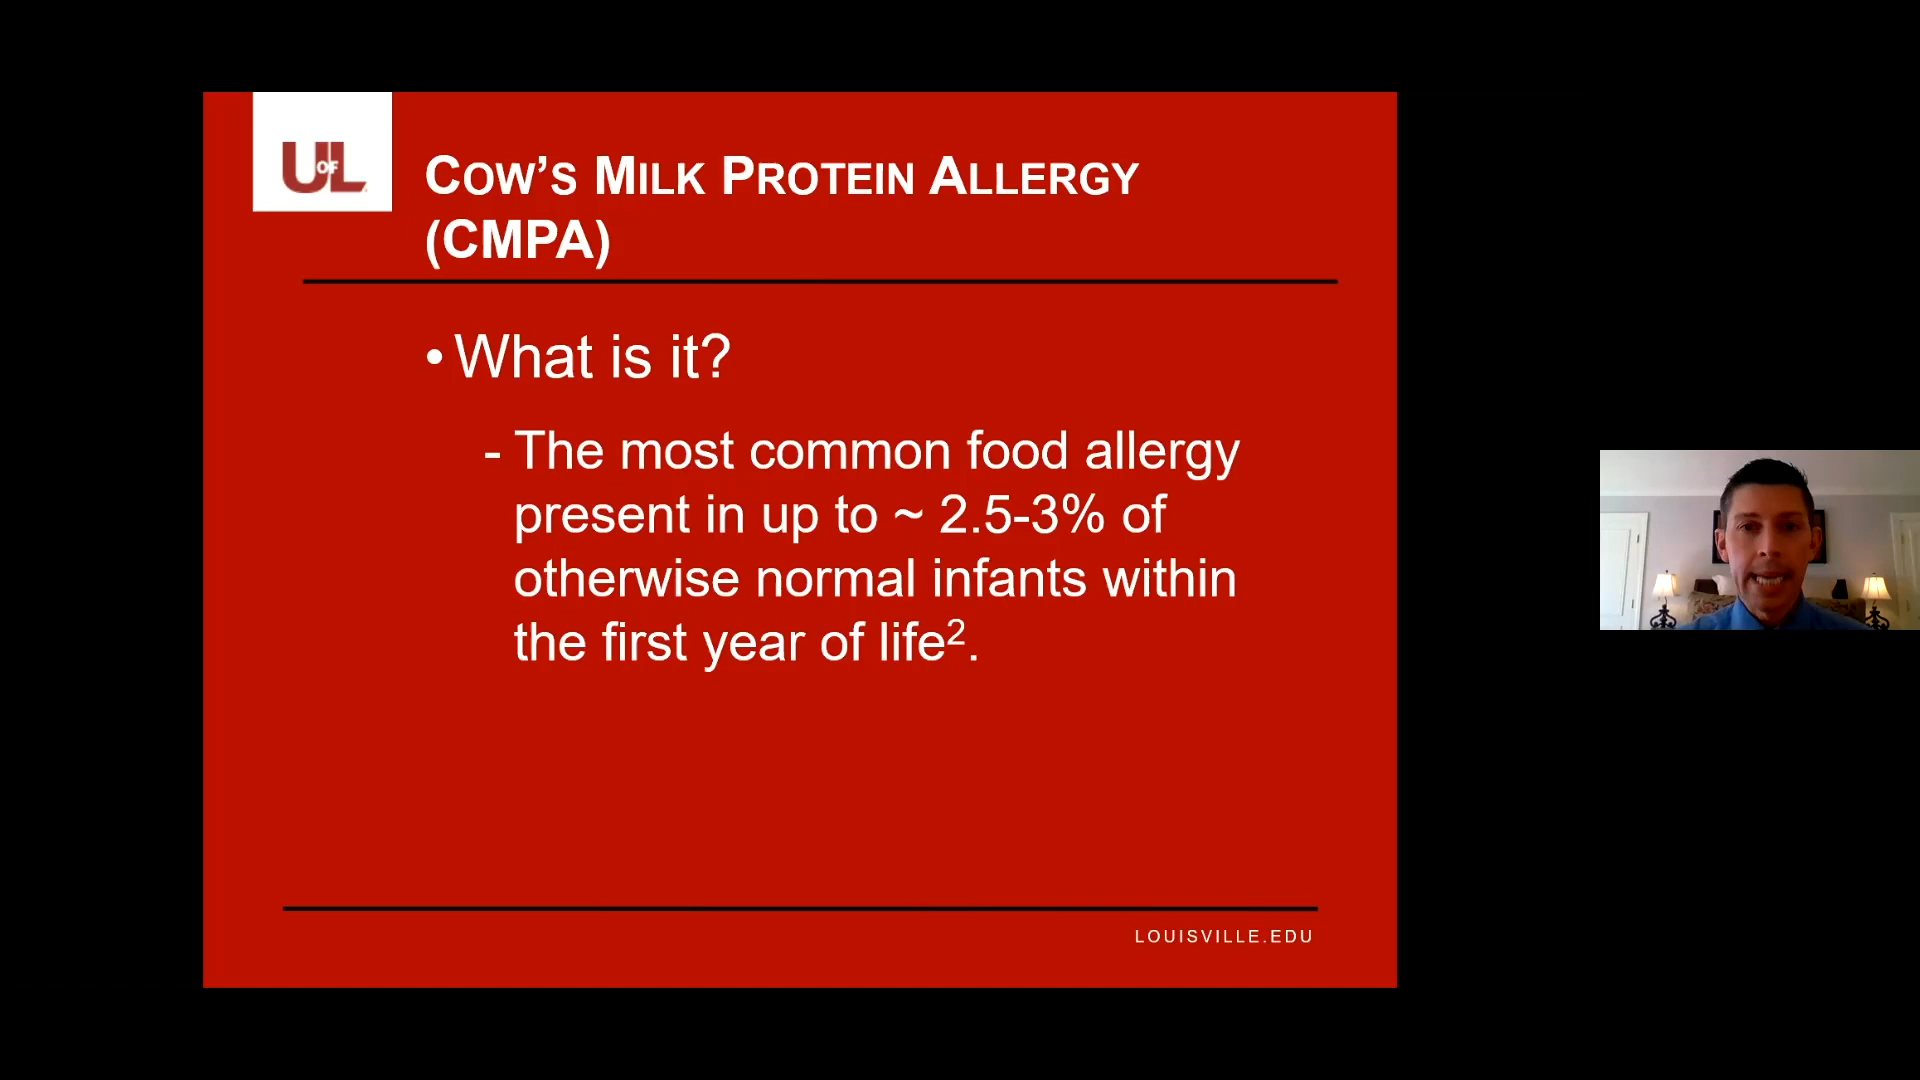 UofL
COW'S MILK PROTEIN ALLERGY
(CMPA)
• What is it?
- The most common food allergy
present in up to ~ 2.5-3% of
otherwise normal infants within
the first year of life².
LOUISVILLE.EDU